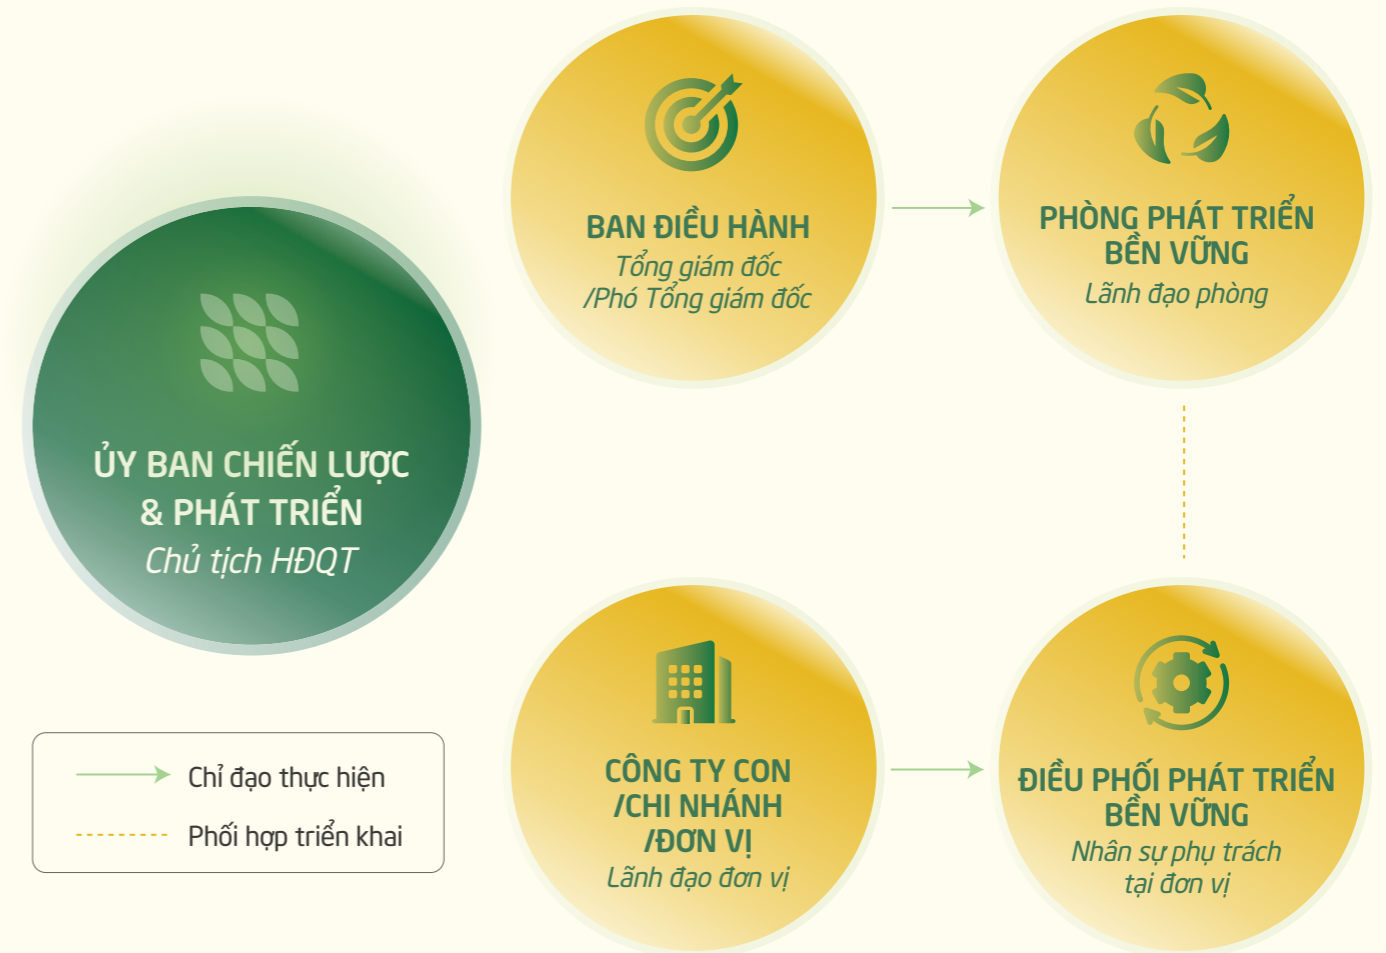 ỦY BAN CHIẾN LƯỢC
& PHÁT TRIỂN
Chủ tịch HĐQT
BAN ĐIỀU HÀNH
Tổng giám đốc
/Phó Tổng giám đốc
PHÒNG PHÁT TRIỂN
BỀN VỮNG
Lãnh đạo phòng
CÔNG TY CON
/CHI NHÁNH
/ĐƠN VỊ
Lãnh đạo đơn vị
ĐIỀU PHỐI PHÁT TRIỂN
BỀN VỮNG
Nhân sự phụ trách
tại đơn vị
Chỉ đạo thực hiện
Phối hợp triển khai